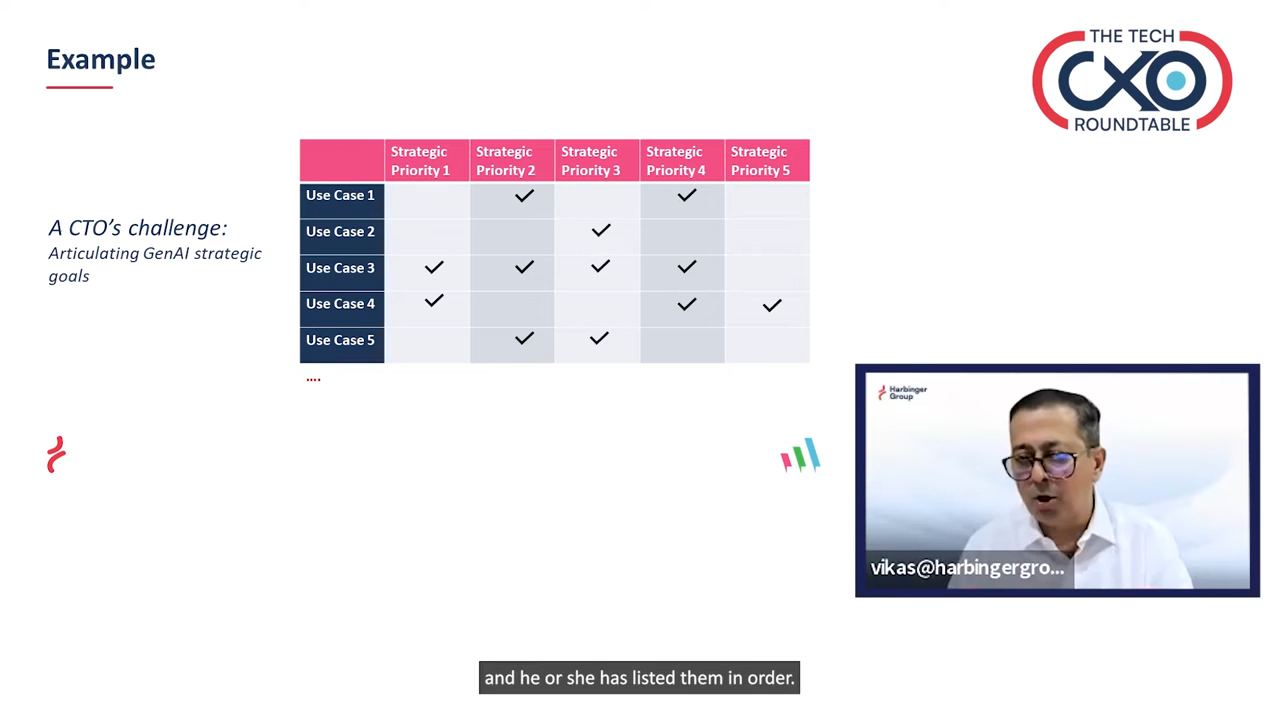 Example
THE TECH
CXO
ROUNDTABLE
A CTO's challenge:
Articulating GenAI strategic
goals
Strategic Priority 1
Strategic Priority 2
Strategic Priority 3
Strategic Priority 4
Strategic Priority 5
Use Case 1 ✓ ✓
Use Case 2 ✓
Use Case 3 ✓ ✓ ✓ ✓
Use Case 4 ✓ ✓ ✓
Use Case 5 ✓ ✓
....
Harbinger
Group
vikas@harbingergro...
and he or she has listed them in order.